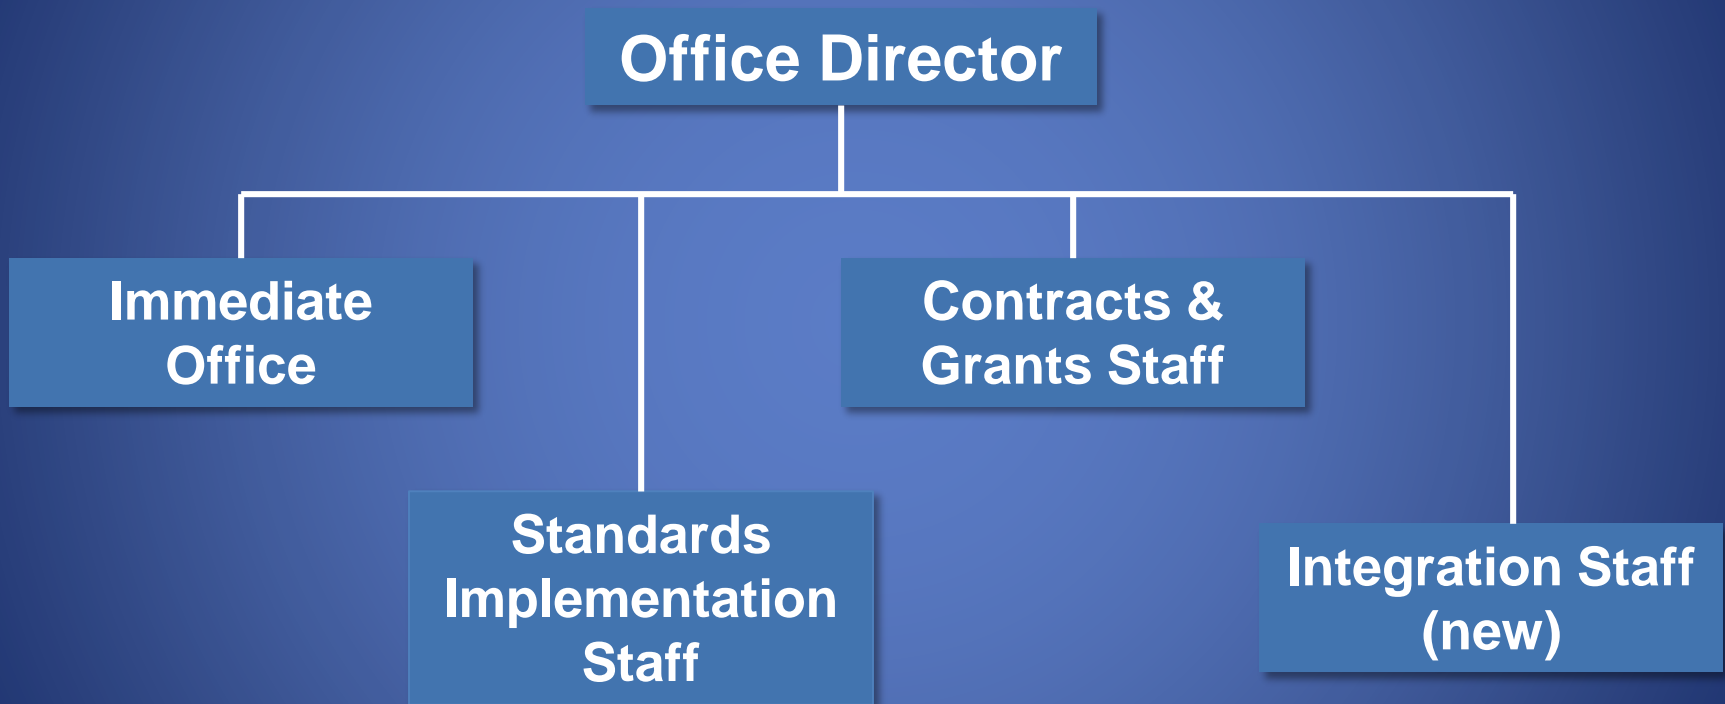 Office Director
Immediate
Office
Contracts &
Grants Staff
Standards
Implementation
Staff
Integration Staff
(new)